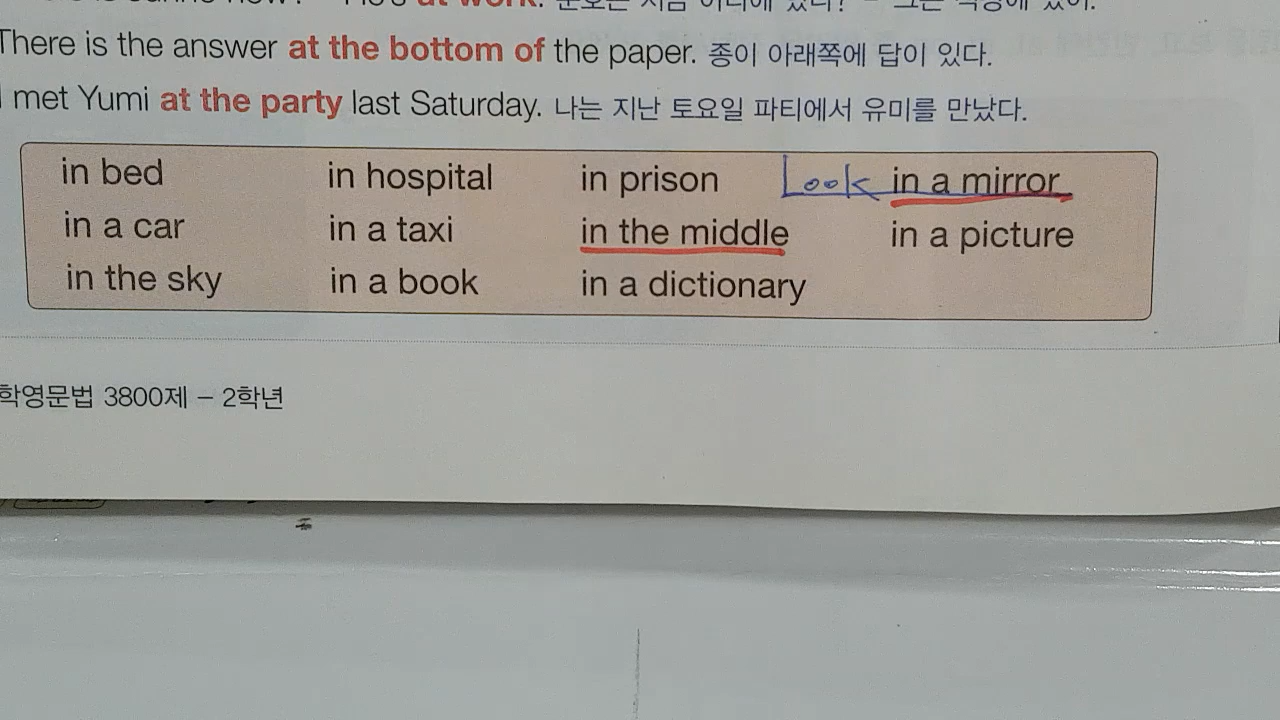 at work.
There is the answer at the bottom of the paper. 종이 아래쪽에 답이 있다.
I met Yumi at the party last Saturday. 나는 지난 토요일 파티에서 유미를 만났다.
in bed in hospital in prison Look in a mirror
in a car in a taxi in the middle in a picture
in the sky in a book in a dictionary
학영문법 3800제 – 2학년